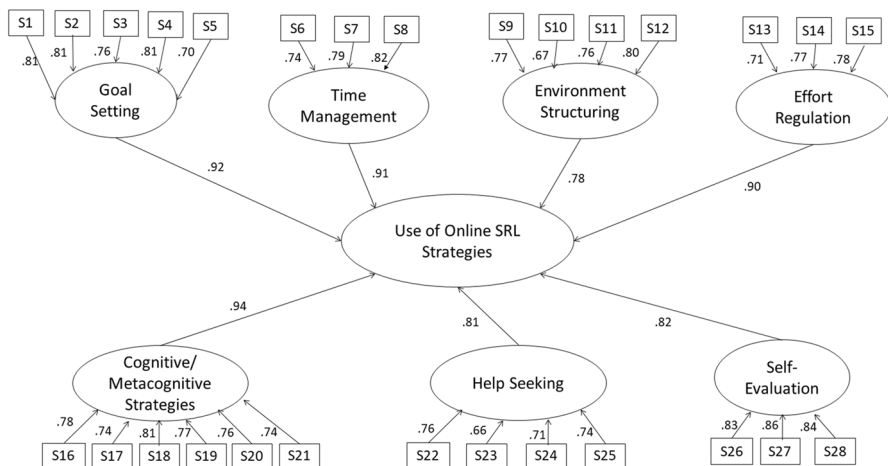 S1 S2 S3 S4 S5
.81 .81 .76 .81 .70
Goal
Setting
S6 S7 S8
.74 .79 .82
Time
Management
S9 S10 S11 S12
.77 .67 .76 .80
Environment
Structuring
S13 S14 S15
.71 .77 .78
Effort
Regulation
.92 .91 .78 .90
Use of Online SRL
Strategies
.94 .81 .82
Cognitive/
Metacognitive
Strategies
.78 .74 .81 .77 .76 .74
S16 S17 S18 S19 S20 S21
Help Seeking
.76 .66 .71 .74
S22 S23 S24 S25
Self-
Evaluation
.83 .86 .84
S26 S27 S28